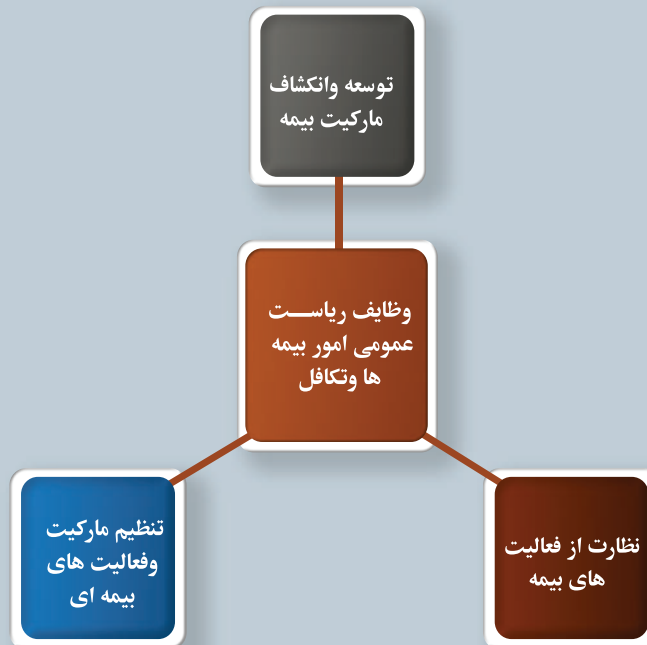 توسعه وانکشاف
مارکیت بیمه
وظایف ریاست
عمومی امور بیمه
ها وتکافل
نظارت از فعالیت
های بیمه
تنظیم مارکیت
وفعالیت های
بیمه ای